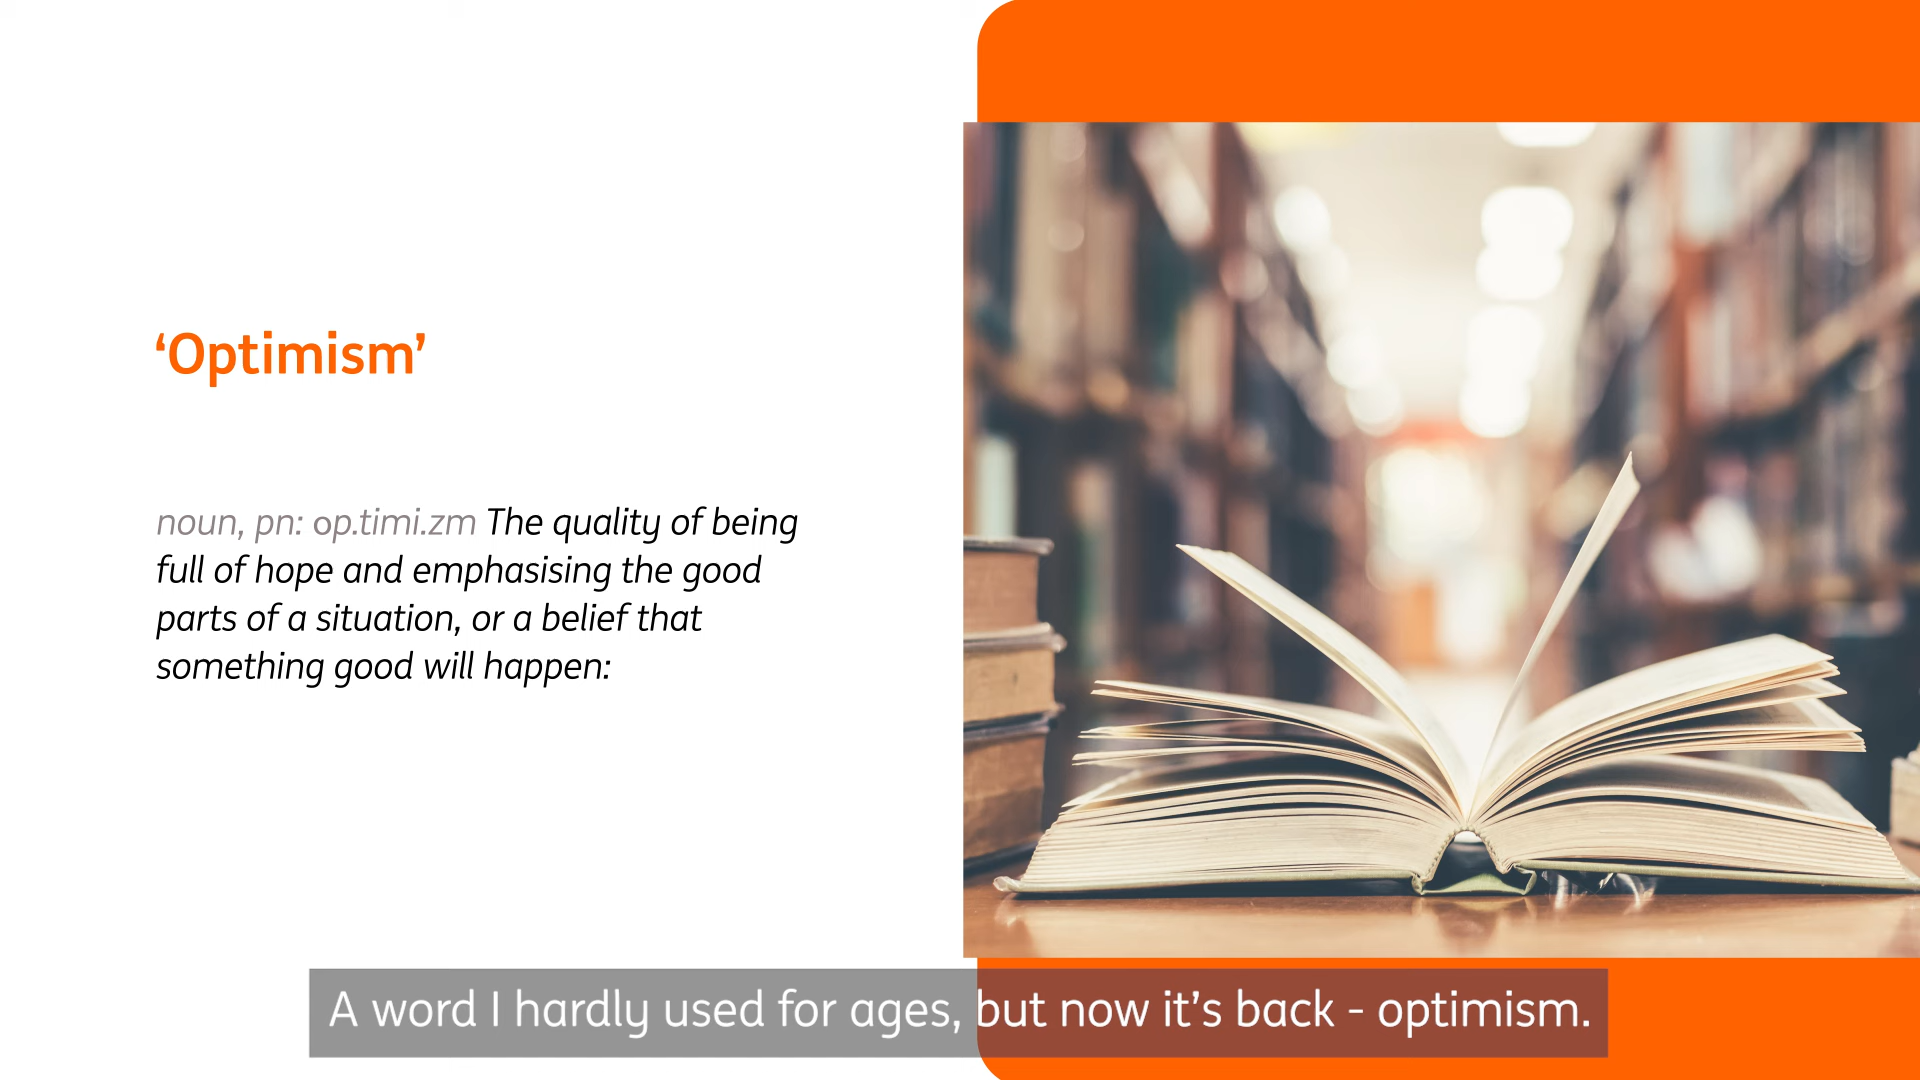 ‘Optimism’
noun, pn: op.timi.zm The quality of being
full of hope and emphasising the good
parts of a situation, or a belief that
something good will happen:
A word I hardly used for ages, but now it’s back - optimism.